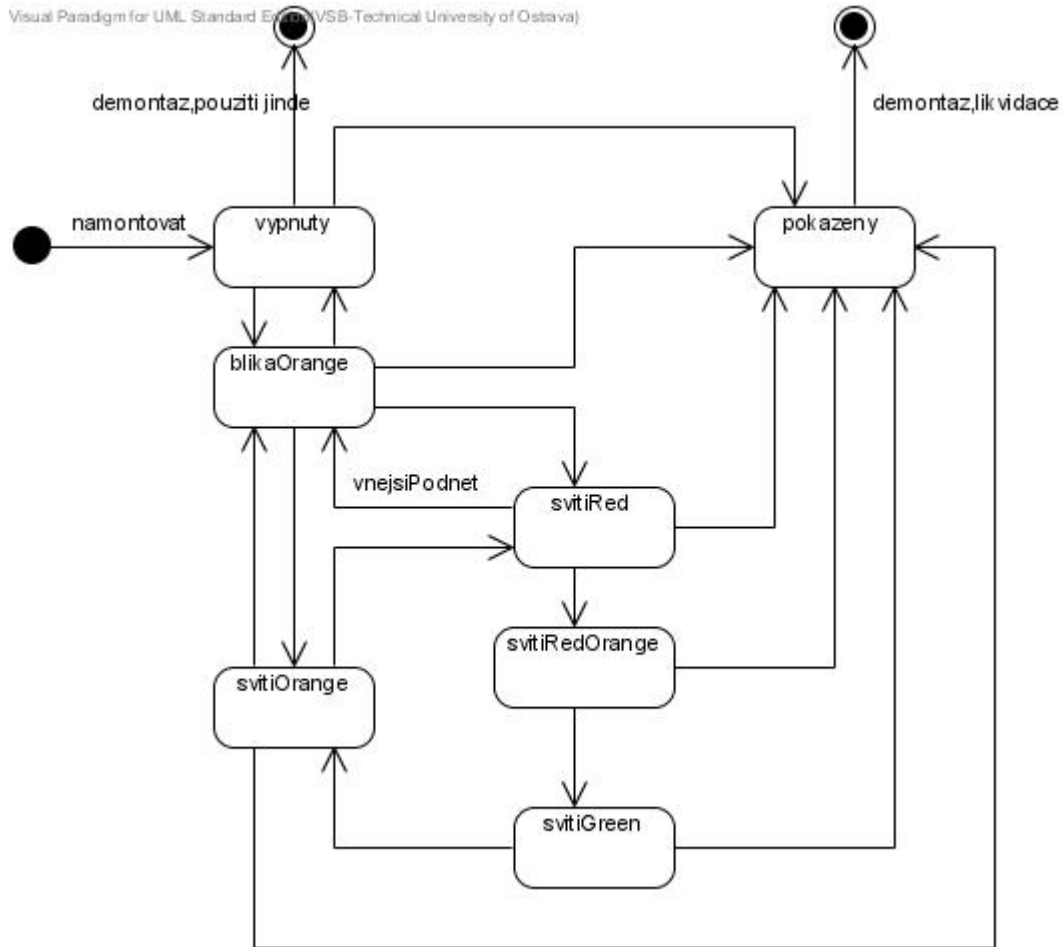 Visual Paradigm for UML Standard Edition(VSB-Technical University of Ostrava)
demontaz,pouziti jinde
demontaz,likvidace
namontovat
vypnuty
pokazeny
blikaOrange
vnejsiPodnet
svitiRed
svitiRedOrange
svitiOrange
svitiGreen